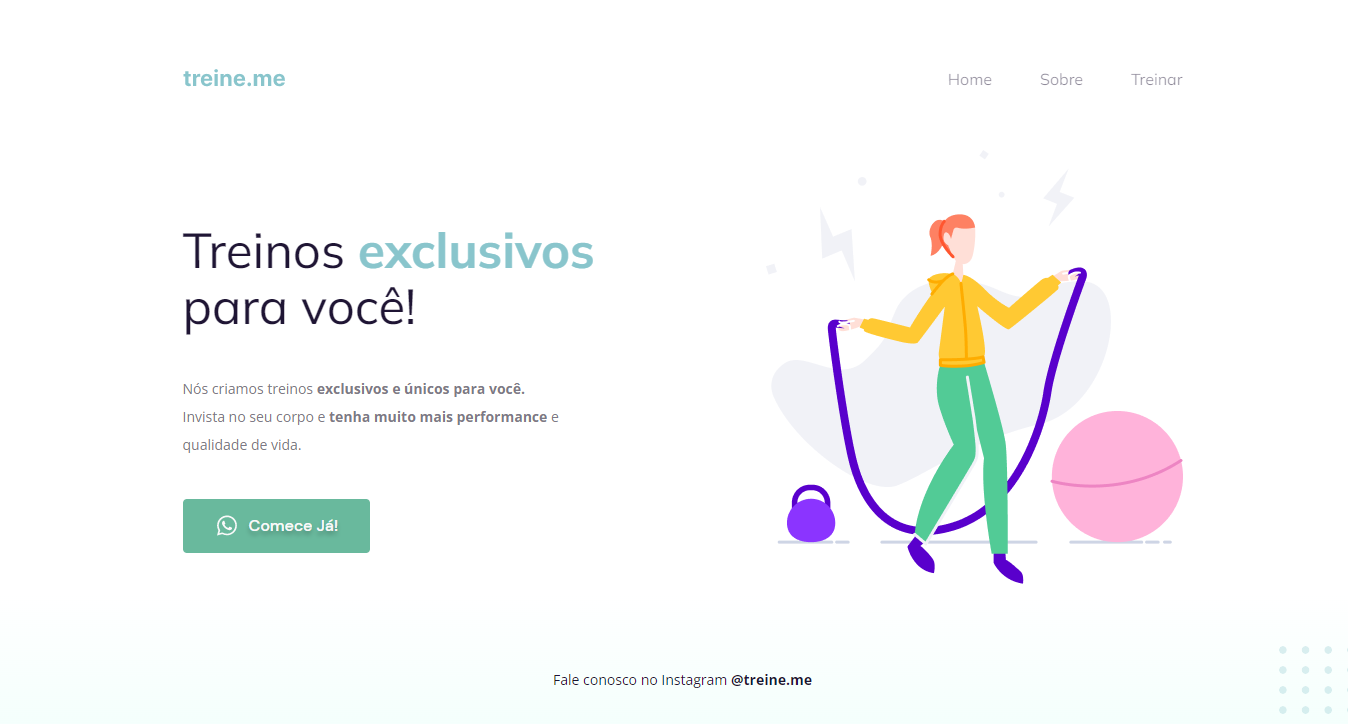 treine.me
Home Sobre Treinar
Treinos exclusivos
para você!
Nós criamos treinos exclusivos e únicos para você.
Invista no seu corpo e tenha muito mais performance e
qualidade de vida.
Comece Já!
Fale conosco no Instagram @treine.me